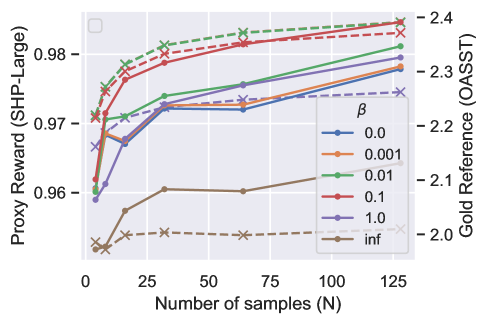 Proxy Reward (SHP-Large)
0.98
0.97
0.96
2.4
2.3
2.2
2.1
2.0
Gold Reference (OASST)
β
0.0
0.001
0.01
0.1
1.0
inf
0 25 50 75 100 125
Number of samples (N)